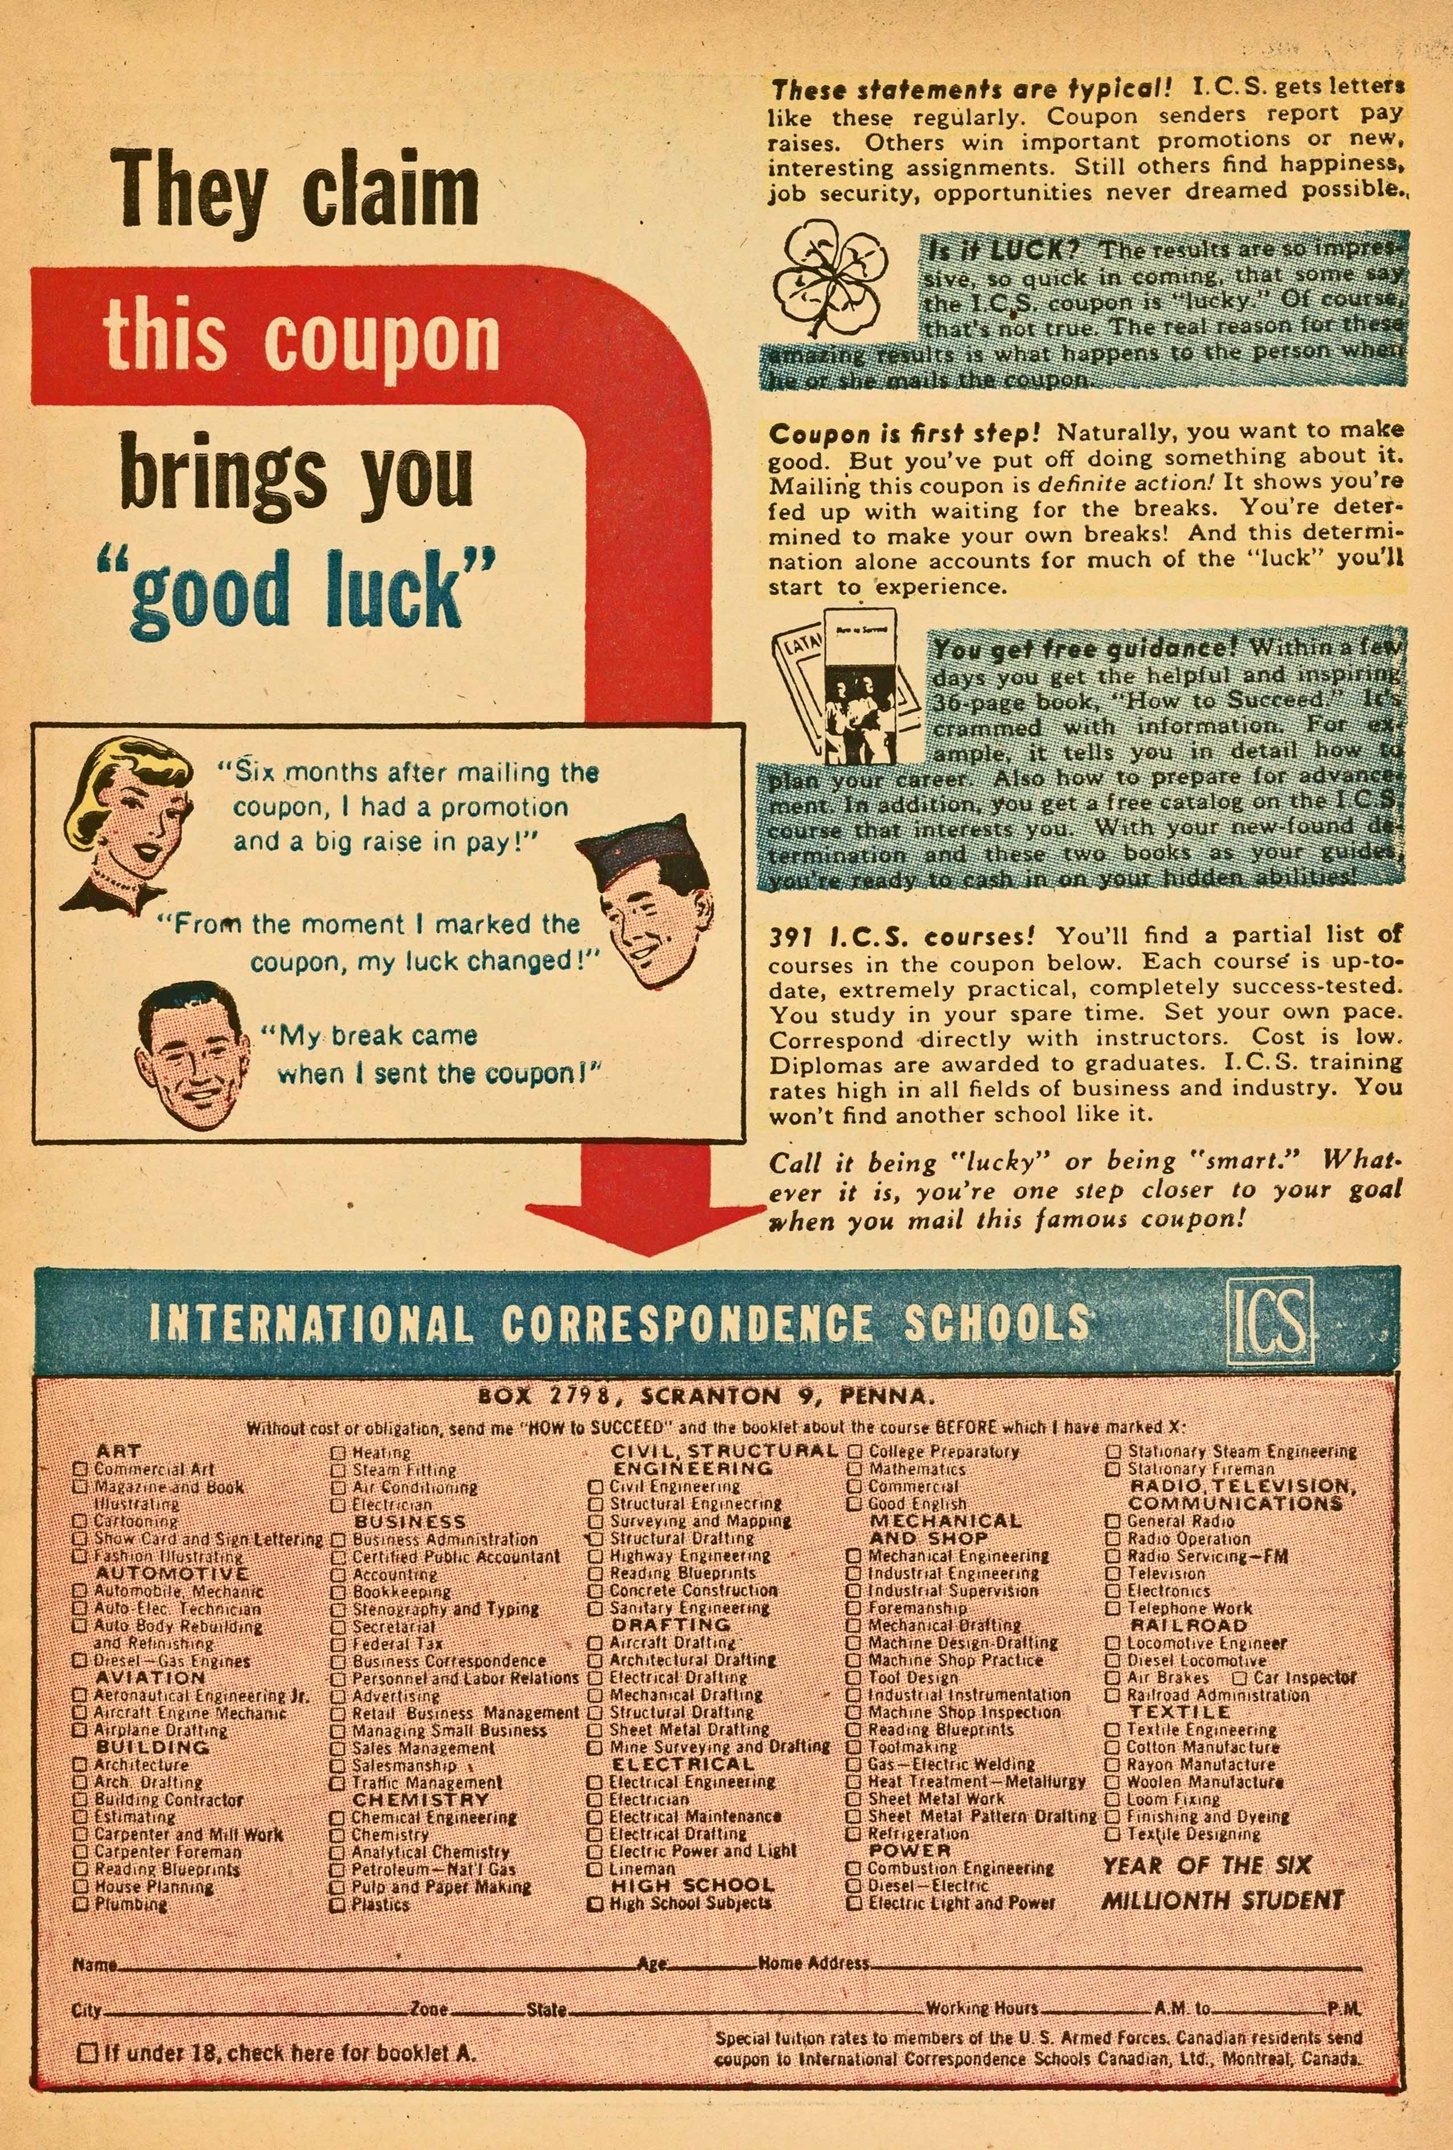 They claim
this coupon
brings you
"good luck"
"Six months after mailing the
coupon, I had a promotion
and a big raise in pay!"
"From the moment I marked the
coupon, my luck changed!"
"My break came
when I sent the coupon!"
These statements are typical! I.C.S. gets letters
like these regularly. Coupon senders report pay
raises. Others win important promotions or new,
interesting assignments. Still others find happiness,
job security, opportunities never dreamed possible.
Is it LUCK? The results are so impres-
sive, so quick in coming, that some say
the I.C.S. coupon is "lucky." Of course,
that's not true. The real reason for these
amazing results is what happens to the person when
he or she mails the coupon.
Coupon is first step! Naturally, you want to make
good. But you've put off doing something about it.
Mailing this coupon is definite action! It shows you're
fed up with waiting for the breaks. You're deter-
mined to make your own breaks! And this determi-
nation alone accounts for much of the "luck" you'll
start to experience.
CATAL
How to Succeed
You get free guidance! Within a few
days you get the helpful and inspiring
36-page book, "How to Succeed." It's
crammed with information. For ex-
ample, it tells you in detail how to
plan your career. Also how to prepare for advance-
ment. In addition, you get a free catalog on the I.C.S.
course that interests you. With your new-found de-
termination and these two books as your guides,
you're ready to cash in on your hidden abilities!
391 I.C.S. courses! You'll find a partial list of
courses in the coupon below. Each course is up-to-
date, extremely practical, completely success-tested.
You study in your spare time. Set your own pace.
Correspond directly with instructors. Cost is low.
Diplomas are awarded to graduates. I.C.S. training
rates high in all fields of business and industry. You
won't find another school like it.
Call it being "lucky" or being "smart." What-
ever it is, you're one step closer to your goal
when you mail this famous coupon!
INTERNATIONAL CORRESPONDENCE SCHOOLS
ICS
BOX 2798, SCRANTON 9, PENNA.
Without cost or obligation, send me "HOW to SUCCEED" and the booklet about the course BEFORE which I have marked X:
ART
Commercial Art
Magazine and Book
Illustrating
Cartooning
Show Card and Sign Lettering
Fashion Illustrating
AUTOMOTIVE
Automobile, Mechanic
Auto-Elec. Technician
Auto Body Rebuilding
and Refinishing
Diesel—Gas Engines
AVIATION
Aeronautical Engineering Jr.
Aircraft Engine Mechanic
Airplane Drafting
BUILDING
Architecture
Arch. Drafting
Building Contractor
Estimating
Carpenter and Mill Work
Carpenter Foreman
Reading Blueprints
House Planning
Plumbing
Heating
Steam Fitting
Air Conditioning
Electrician
BUSINESS
Business Administration
Certified Public Accountant
Accounting
Bookkeeping
Stenography and Typing
Secretarial
Federal Tax
Business Correspondence
Personnel and Labor Relations
Advertising
Retail Business Management
Managing Small Business
Sales Management
Salesmanship
Traffic Management
CHEMISTRY
Chemical Engineering
Chemistry
Analytical Chemistry
Petroleum—Nat'l Gas
Pulp and Paper Making
Plastics
CIVIL, STRUCTURAL
ENGINEERING
Civil Engineering
Structural Engineering
Surveying and Mapping
Structural Drafting
Highway Engineering
Reading Blueprints
Concrete Construction
Sanitary Engineering
DRAFTING
Aircraft Drafting
Architectural Drafting
Electrical Drafting
Mechanical Drafting
Structural Drafting
Sheet Metal Drafting
Mine Surveying and Drafting
ELECTRICAL
Electrical Engineering
Electrician
Electrical Maintenance
Electrical Drafting
Electric Power and Light
Lineman
HIGH SCHOOL
High School Subjects
College Preparatory
Mathematics
Commercial
Good English
MECHANICAL
AND SHOP
Mechanical Engineering
Industrial Engineering
Industrial Supervision
Foremanship
Mechanical Drafting
Machine Design-Drafting
Machine Shop Practice
Tool Design
Industrial Instrumentation
Machine Shop Inspection
Reading Blueprints
Toolmaking
Gas—Electric Welding
Heat Treatment—Metallurgy
Sheet Metal Work
Sheet Metal Pattern Drafting
Refrigeration
POWER
Combustion Engineering
Diesel—Electric
Electric Light and Power
Stationary Steam Engineering
Stationary Fireman
RADIO, TELEVISION,
COMMUNICATIONS
General Radio
Radio Operation
Radio Servicing—FM
Television
Electronics
Telephone Work
RAILROAD
Locomotive Engineer
Diesel Locomotive
Air Brakes Car Inspector
Railroad Administration
TEXTILE
Textile Engineering
Cotton Manufacture
Rayon Manufacture
Woolen Manufacture
Loom Fixing
Finishing and Dyeing
Textile Designing
YEAR OF THE SIX
MILLIONTH STUDENT
Name Age Home Address
City Zone State Working Hours A.M. to P.M.
If under 18, check here for booklet A.
Special tuition rates to members of the U. S. Armed Forces. Canadian residents send
coupon to International Correspondence Schools Canadian, Ltd., Montreal, Canada.